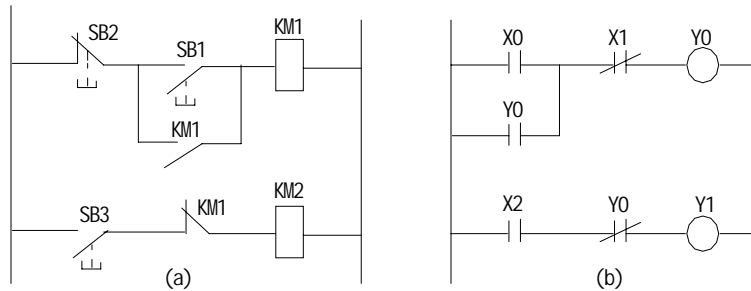 SB2 SB1 KM1
KM1
SB3 KM1 KM2
(a)
X0 X1 Y0
Y0
X2 Y0 Y1
(b)